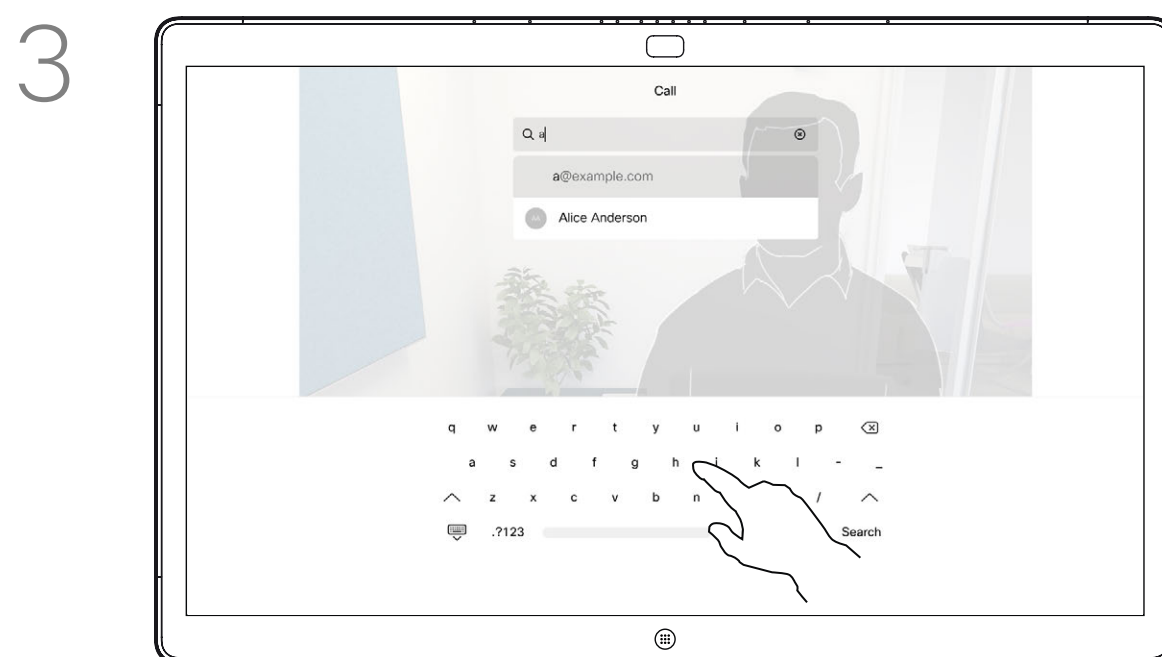 3
Call
a
a@example.com
Alice Anderson
q w e r t y u i o p
a s d f g h j k l - _
z x c v b n /
.?123 Search